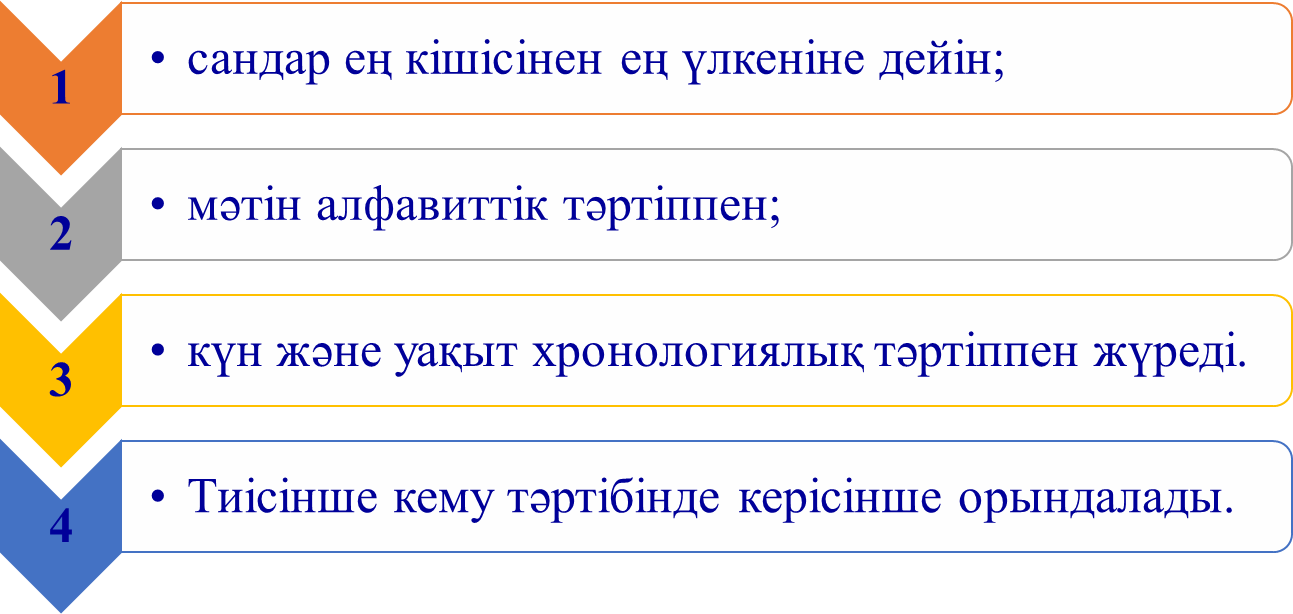 1
• сандар ең кішісінен ең үлкеніне дейін;
2
• мәтін алфавиттік тәртіппен;
3
• күн және уақыт хронологиялық тәртіппен жүреді.
4
• Тиісінше кему тәртібінде керісінше орындалады.